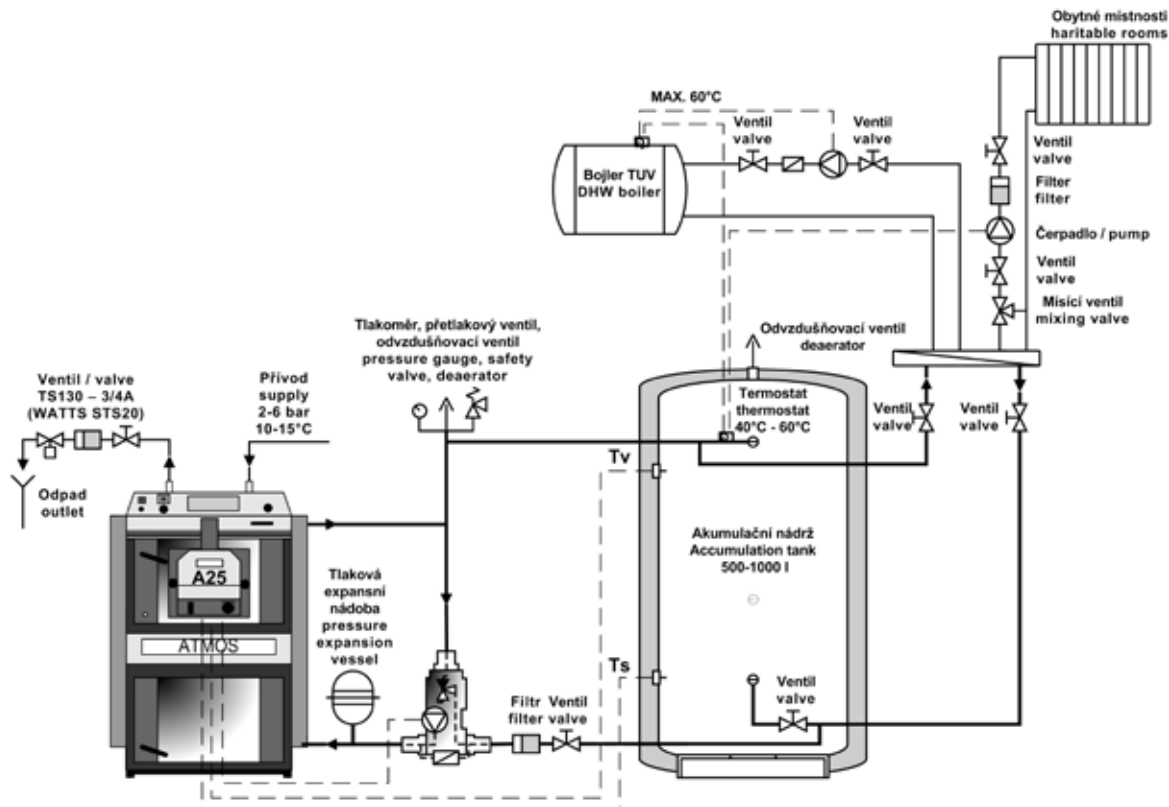 Obytné místnosti
haritable rooms
MAX. 60°C
Ventil
valve
Ventil
valve
Ventil
valve
Bojler TUV
DHW boiler
Filter
filter
Čerpadlo / pump
Ventil
valve
Mísící ventil
mixing valve
Tlakoměr, přetlakový ventil,
odvzdušňovací ventil
pressure gauge, safety
valve, deaerator
Odvzdušňovací ventil
deaerator
Ventil / valve
TS130 – 3/4A
(WATTS STS20)
Přívod
supply
2-6 bar
10-15°C
Termostat
thermostat
40°C - 60°C
Ventil
valve
Ventil
valve
Tv
Odpad
outlet
Akumulační nádrž
Accumulation tank
500-1000 l
A25
Tlaková
expansní
nádoba
pressure
expansion
vessel
ATMOS
Ts
Ventil
valve
Filtr Ventil
filter valve